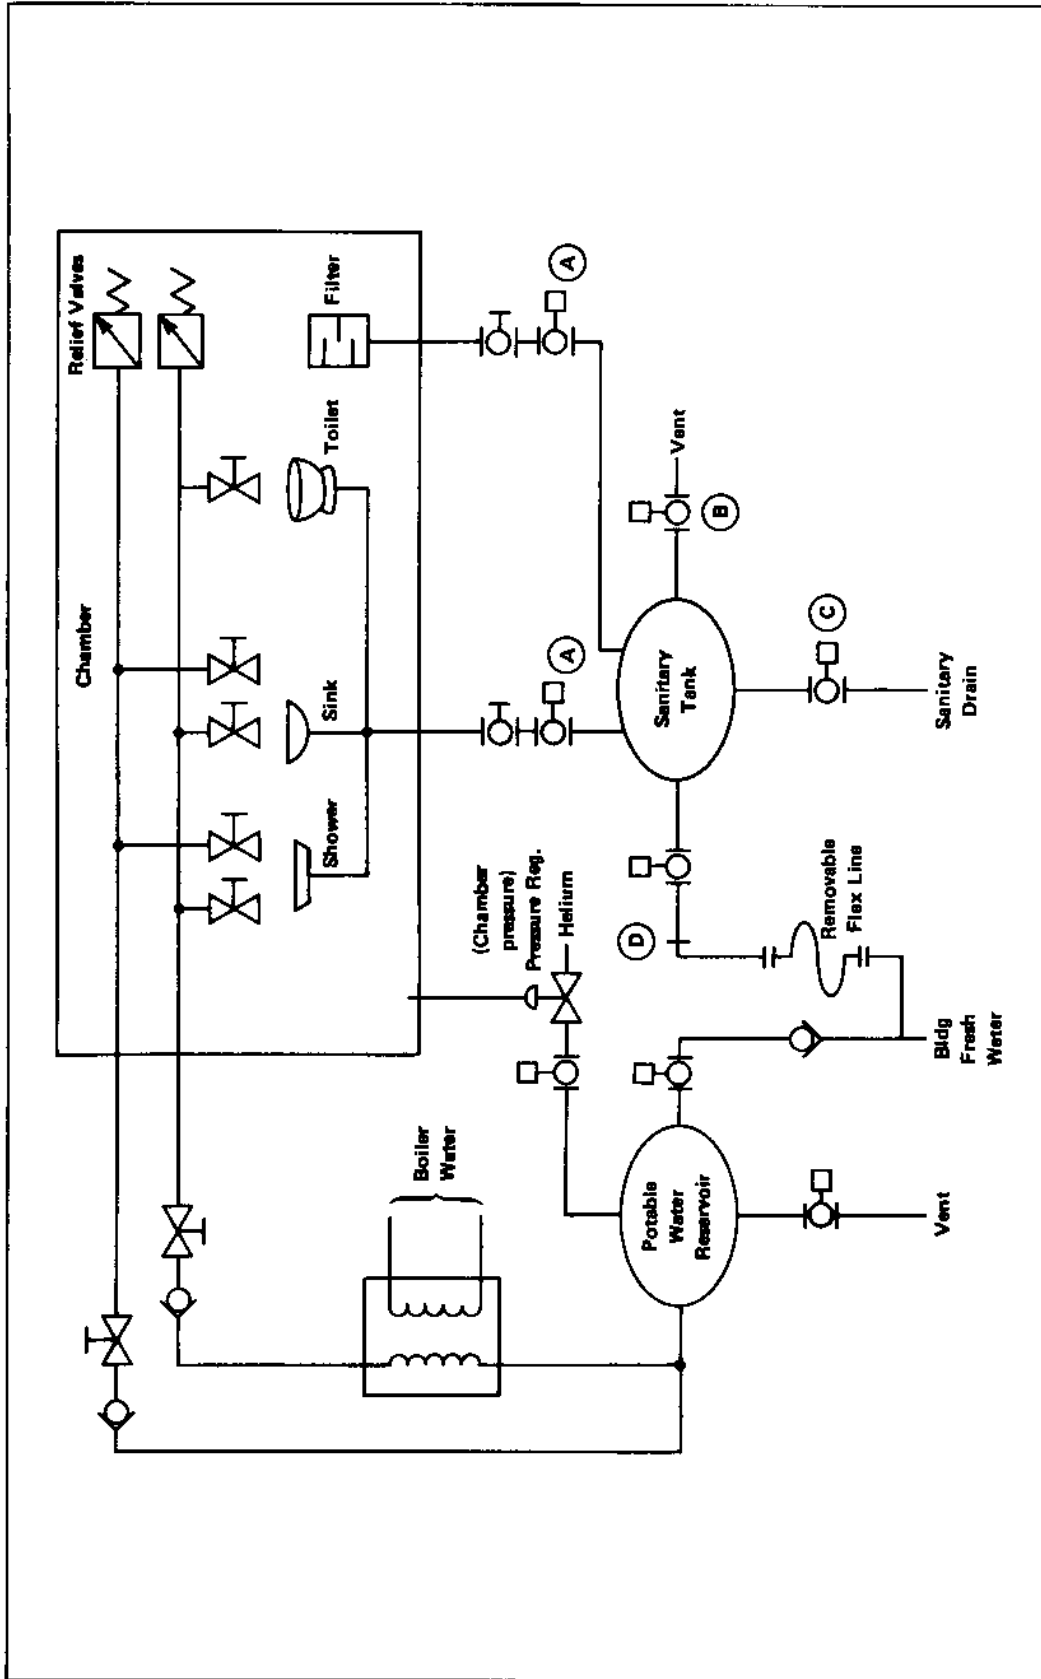 Chamber
Relief Valves
Shower
Sink
Toilet
Filter
Boiler
Water
(Chamber
pressure)
Pressure Reg.
Helium
A
A
Potable
Water
Reservoir
D
Sanitary
Tank
Vent
B
Removable
Flex Line
C
Vent
Bldg
Fresh
Water
Sanitary
Drain